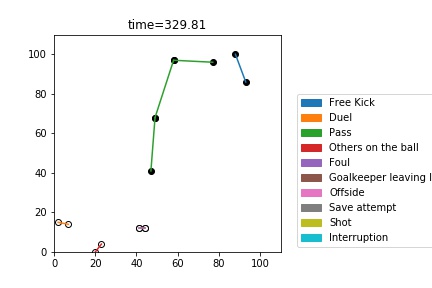 time=329.81
100
80
60
40
20
0
0 20 40 60 80 100
Free Kick
Duel
Pass
Others on the ball
Foul
Goalkeeper leaving l
Offside
Save attempt
Shot
Interruption